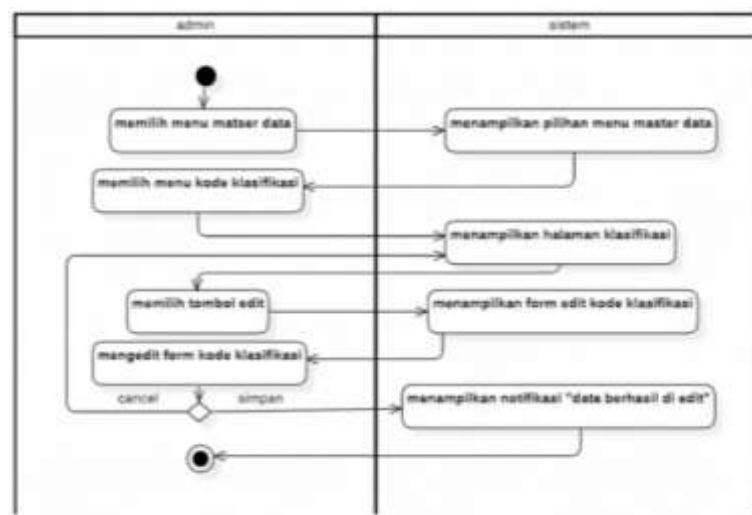 admin
sistem
memilih menu matser data
menampilkan pilihan menu master data
memilih menu kode klasifikasi
menampilkan halaman klasifikasi
memilih tombol edit
menampilkan form edit kode klasifikasi
mengedit form kode klasifikasi
cancel
simpan
menampilkan notifikasi "data berhasil di edit"